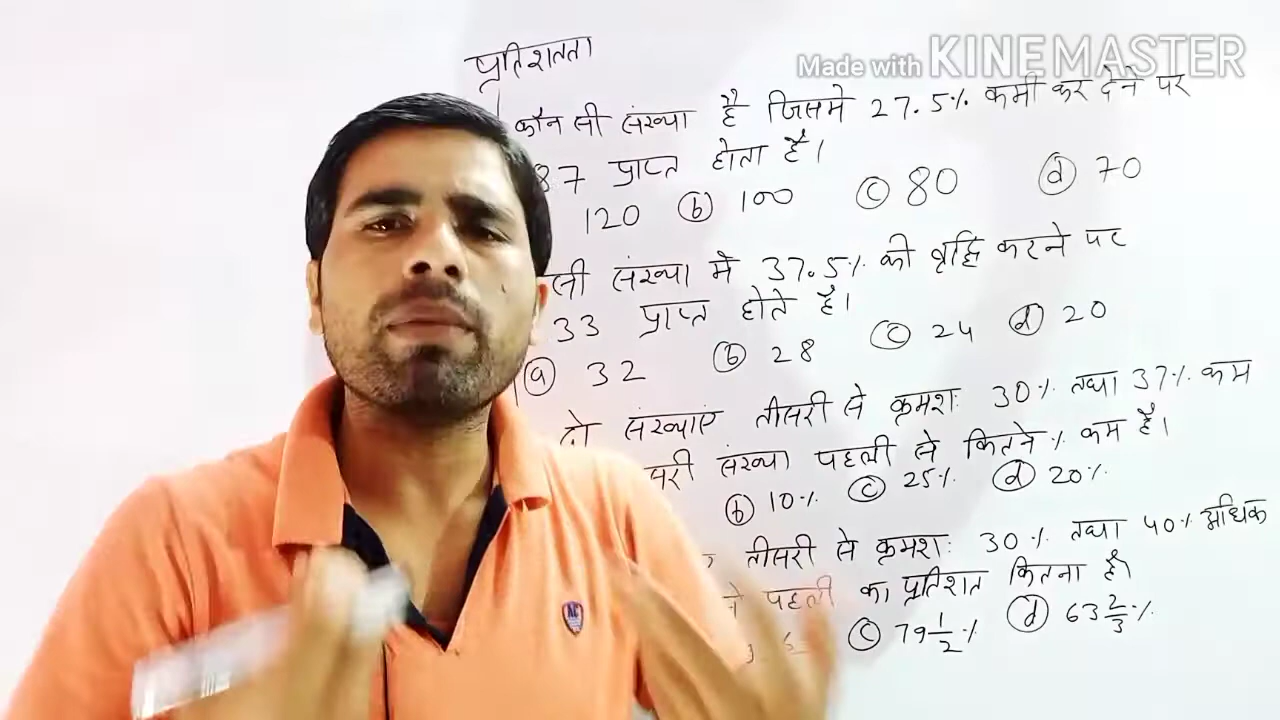 Made with KINEMASTER
प्रतिशतता
कौन सी संख्या है जिसमे 27.5% कमी कर देने पर
87 प्राप्त होता है।
120 (b) 100 (c) 80 (d) 70
सी संख्या मे 37.5% की वृद्धि करने पर
33 प्राप्त होते है।
(a) 32 (b) 28 (c) 24 (d) 20
दो संख्याएं तीसरी से क्रमशः 30% तथा 37% कम
सरी संख्या पहली से कितने % कम है।
(b) 10% (c) 25% (d) 20%
तीसरी से क्रमशः 30% तथा 40% अधिक
पहली का प्रतिशत कितना है
(c) 79 1/2 % (d) 63 2/3 %